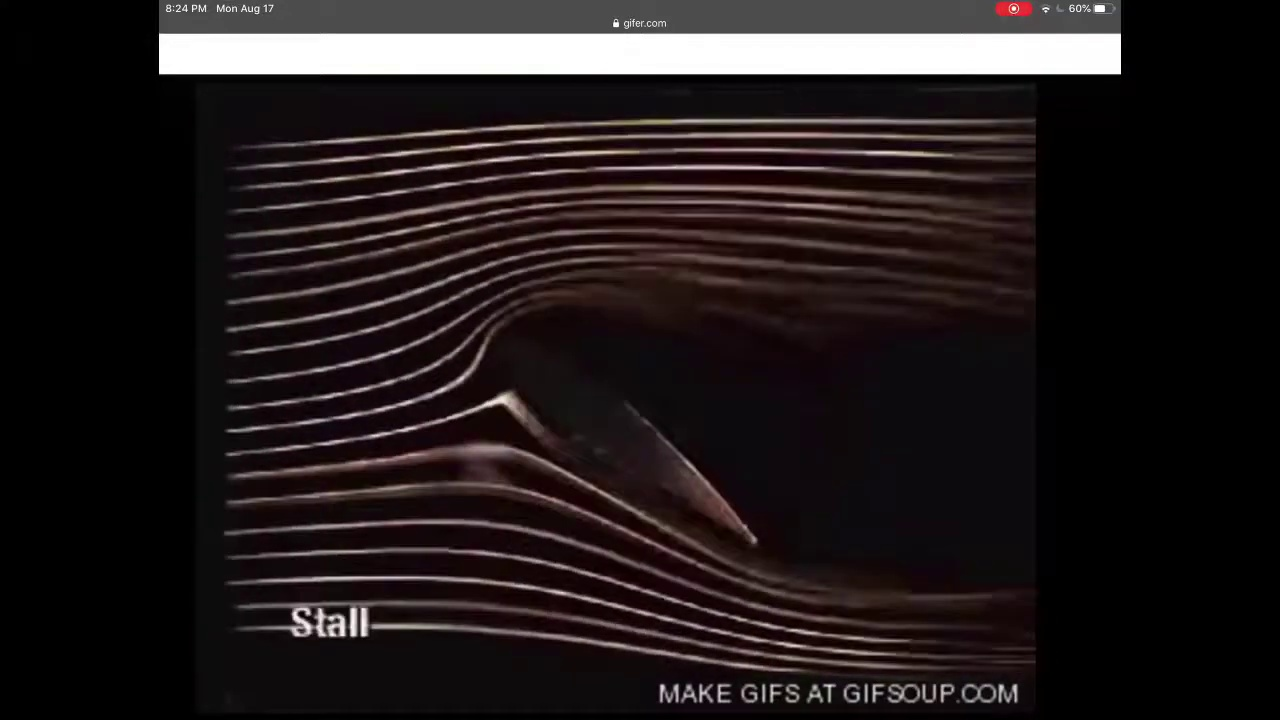 8:24 PM Mon Aug 17
60%
gifer.com
Stall
MAKE GIFS AT GIFSOUP.COM